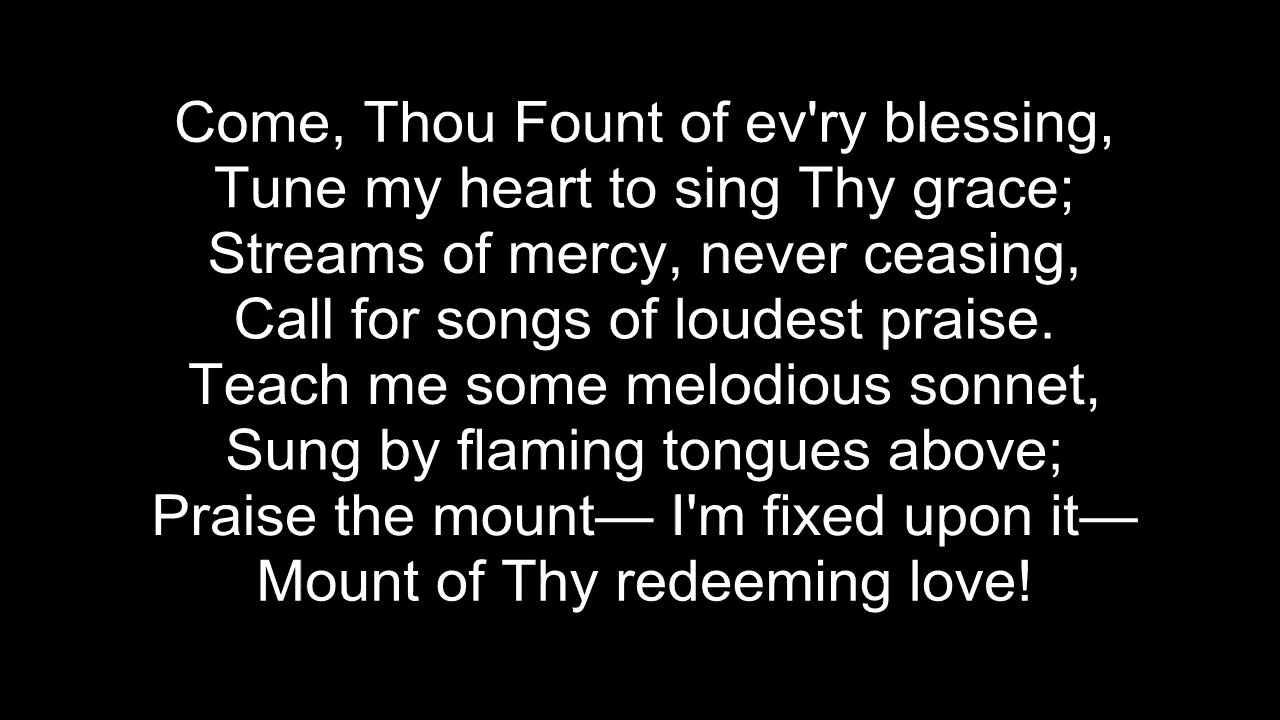 Come, Thou Fount of ev'ry blessing,
Tune my heart to sing Thy grace;
Streams of mercy, never ceasing,
Call for songs of loudest praise.
Teach me some melodious sonnet,
Sung by flaming tongues above;
Praise the mount— I'm fixed upon it—
Mount of Thy redeeming love!